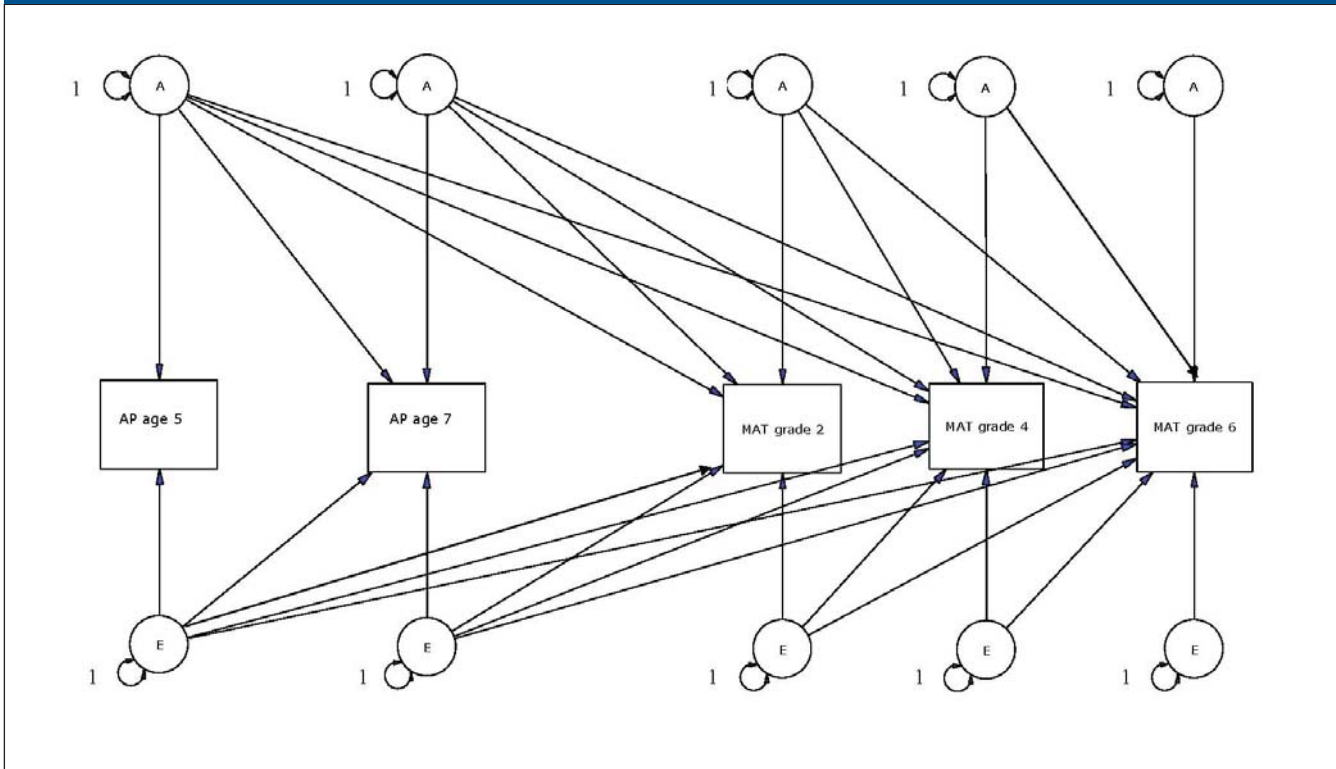 1 A 1 A 1 A 1 A 1 A
AP age 5 AP age 7 MAT grade 2 MAT grade 4 MAT grade 6
E E E E E
1 1 1 1 1